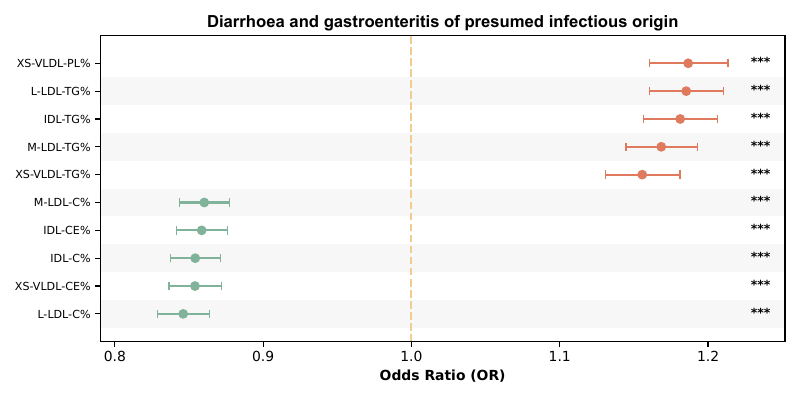 Diarrhoea and gastroenteritis of presumed infectious origin
XS-VLDL-PL% ***
L-LDL-TG% ***
IDL-TG% ***
M-LDL-TG% ***
XS-VLDL-TG% ***
M-LDL-C% ***
IDL-CE% ***
IDL-C% ***
XS-VLDL-CE% ***
L-LDL-C% ***
0.8 0.9 1.0 1.1 1.2
Odds Ratio (OR)